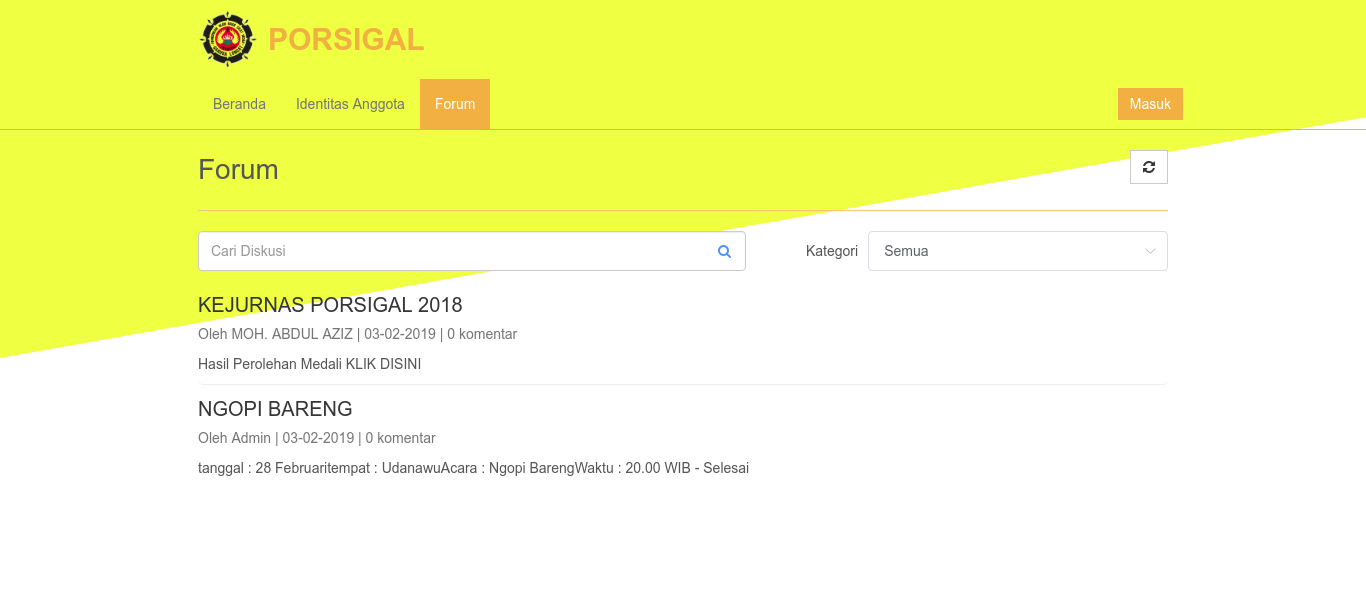 PORSIGAL
Beranda
Identitas Anggota
Forum
Masuk
Forum
Cari Diskusi
Kategori
Semua
KEJURNAS PORSIGAL 2018
Oleh MOH. ABDUL AZIZ | 03-02-2019 | 0 komentar
Hasil Perolehan Medali KLIK DISINI
NGOPI BARENG
Oleh Admin | 03-02-2019 | 0 komentar
tanggal : 28 Februaritempat : UdanawuAcara : Ngopi BarengWaktu : 20.00 WIB - Selesai